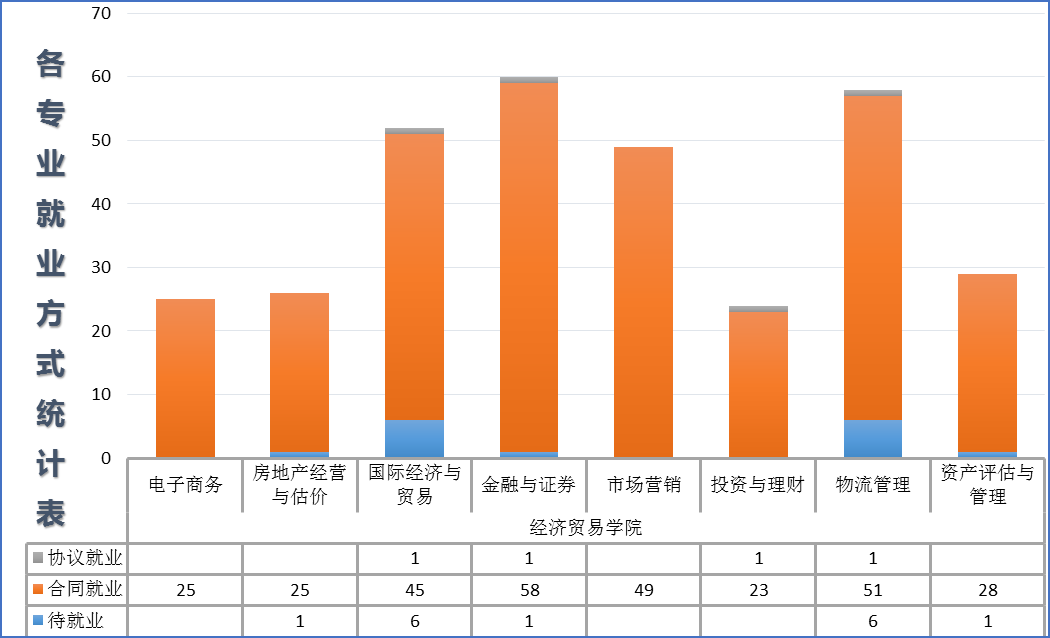 各专业就业方式统计表
70
60
50
40
30
20
10
0
电子商务 房地产经营与估价 国际经济与贸易 金融与证券 市场营销 投资与理财 物流管理 资产评估与管理
经济贸易学院
协议就业 1 1 1 1
合同就业 25 25 45 58 49 23 51 28
待就业 1 6 1 6 1